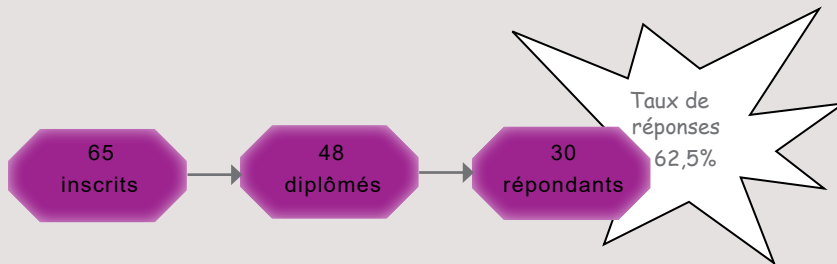 65
inscrits
48
diplômés
30
répondants
Taux de
réponses
62,5%